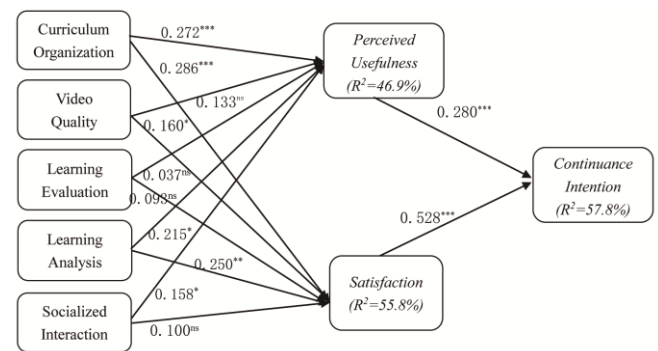 Curriculum
Organization
Video
Quality
Learning
Evaluation
Learning
Analysis
Socialized
Interaction
0.272***
0.286***
0.133ns
0.160*
0.037ns
0.093ns
0.215*
0.250**
0.158*
0.100ns
Perceived
Usefulness
(R²=46.9%)
Satisfaction
(R²=55.8%)
0.280***
0.528***
Continuance
Intention
(R²=57.8%)